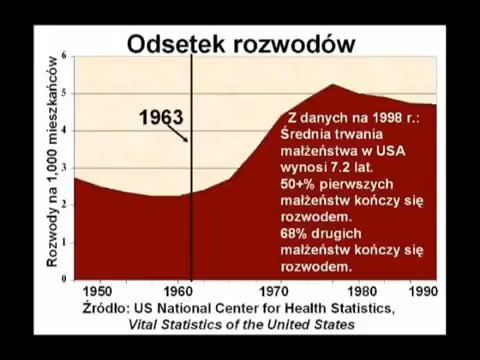 Odsetek rozwodów
Rozwody na 1,000 mieszkańców
6
5
4
3
2
1
0
1963
Z danych na 1998 r.:
Średnia trwania
małżeństwa w USA
wynosi 7.2 lat.
50+% pierwszych
małżeństw kończy się
rozwodem.
68% drugich
małżeństw kończy się
rozwodem.
1950 1960 1970 1980 1990
Źródło: US National Center for Health Statistics,
Vital Statistics of the United States